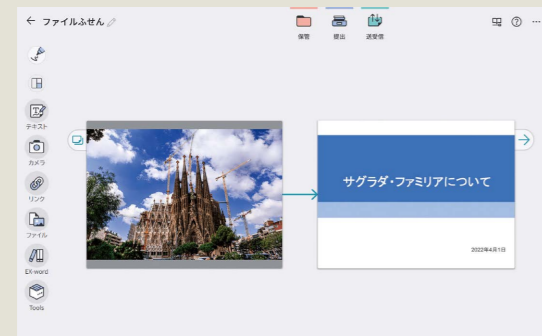 ファイルふせん
保管
提出
送受信
テキスト
カメラ
リンク
ファイル
EX-word
Tools
サグラダ・ファミリアについて
2022年4月1日